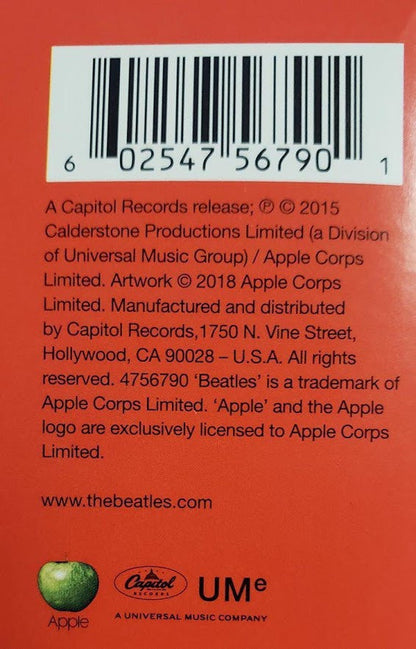 6 02547 56790 1
A Capitol Records release; ℗ © 2015
Calderstone Productions Limited (a Division
of Universal Music Group) / Apple Corps
Limited. Artwork © 2018 Apple Corps
Limited. Manufactured and distributed
by Capitol Records,1750 N. Vine Street,
Hollywood, CA 90028 – U.S.A. All rights
reserved. 4756790 ‘Beatles’ is a trademark of
Apple Corps Limited. ‘Apple’ and the Apple
logo are exclusively licensed to Apple Corps
Limited.
www.thebeatles.com
Apple
Capitol
RECORDS
UMe
A UNIVERSAL MUSIC COMPANY